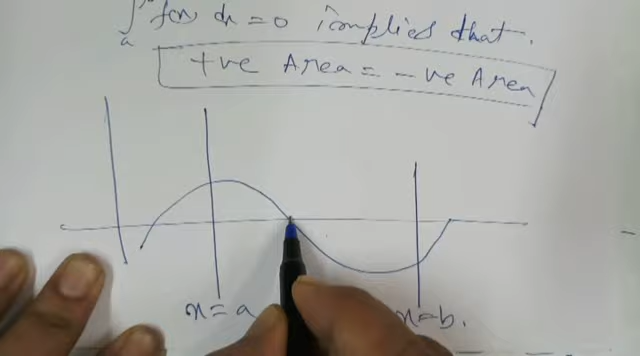 ∫ₐ f(x) dx = 0 implies that.
+ve Area = -ve Area
x = a
x = b.